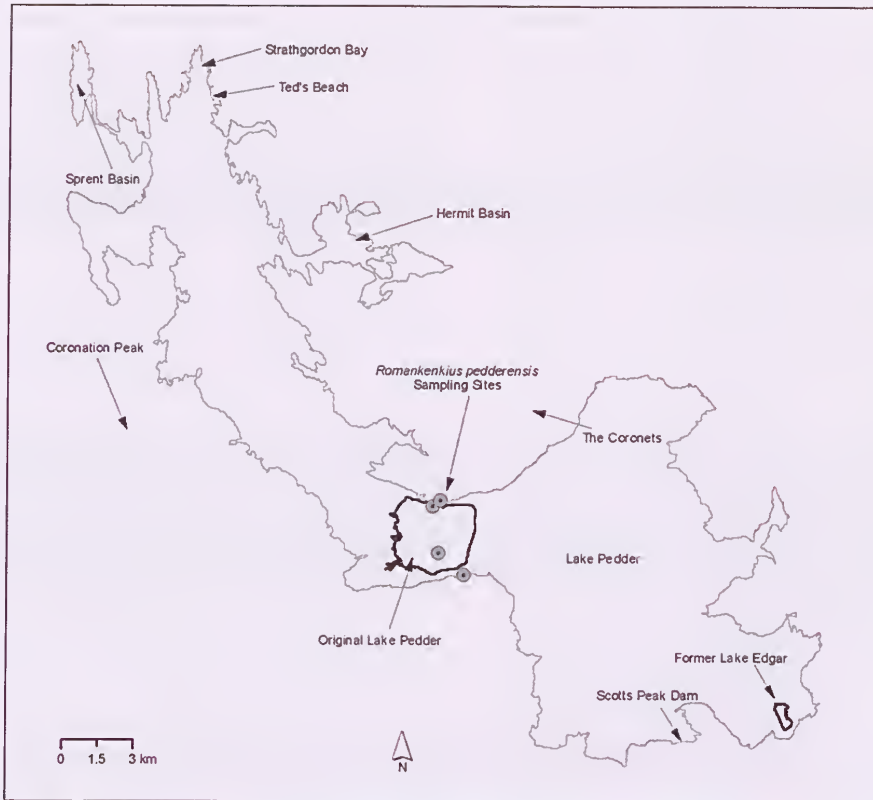 Strathgordon Bay
Ted's Beach
Sprent Basin
Hermit Basin
Coronation Peak
Romankenkius pedderensis
Sampling Sites
The Coronets
Lake Pedder
Original Lake Pedder
Former Lake Edgar
Scotts Peak Dam
0 1.5 3 km
N